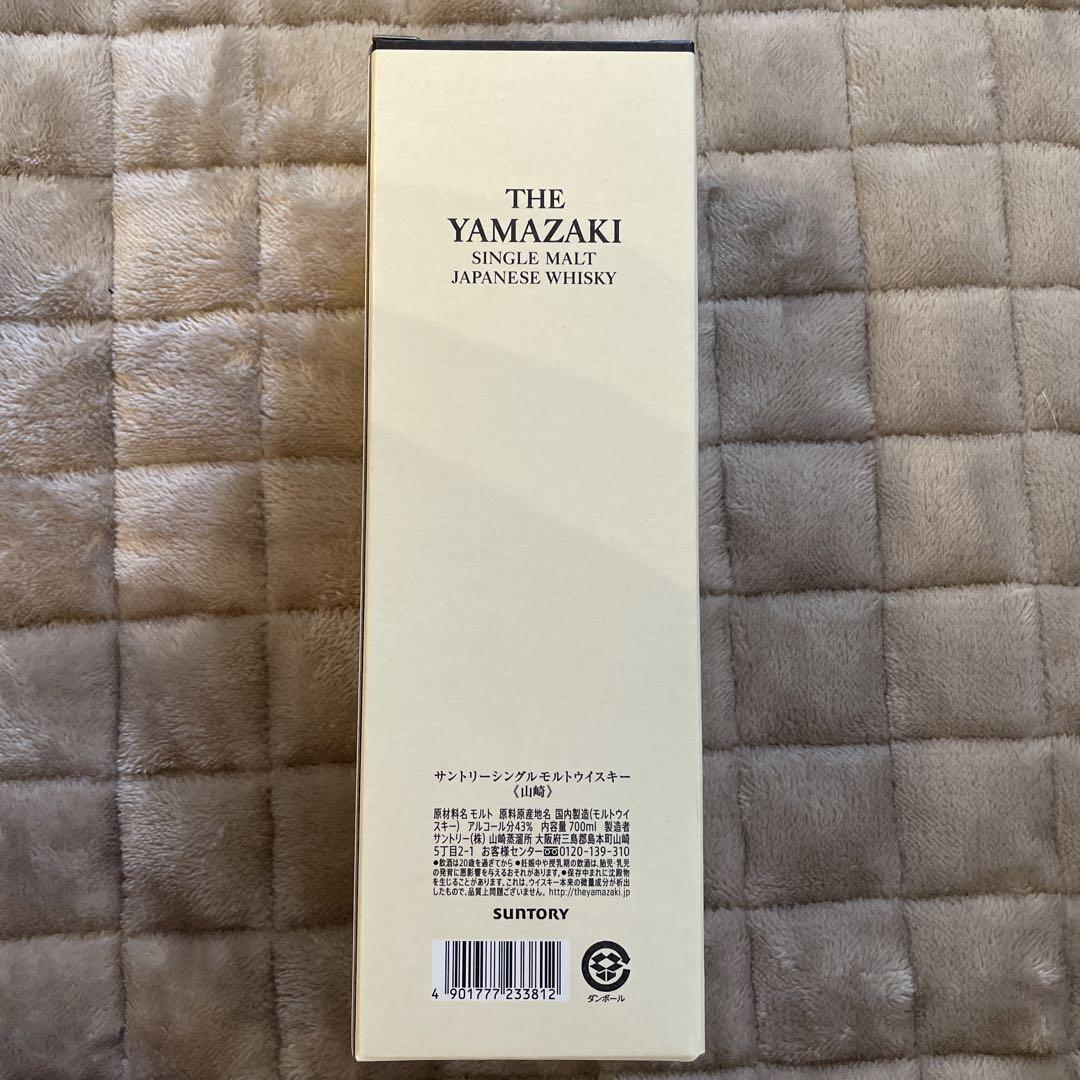 THE
YAMAZAKI
SINGLE MALT
JAPANESE WHISKY
サントリーシングルモルトウイスキー
《山崎》
原材料名 モルト 原料原産地名 国内製造(モルトウイ
スキー) アルコール分43% 内容量700ml 製造者
サントリー(株) 山崎蒸溜所 大阪府三島郡島本町山崎
5丁目2-1 お客様センター0120-139-310
●飲酒は20歳を過ぎてから ●妊娠中や授乳期の飲酒は、胎児・乳児
の発育に悪影響を与えるおそれがあります。●保存中まれに沈殿物
を生じることがあります。これは、ウイスキー本来の微量成分が析出
したもので、品質上問題ございません。http://theyamazaki.jp
SUNTORY
4 901777 233812
ダンボール